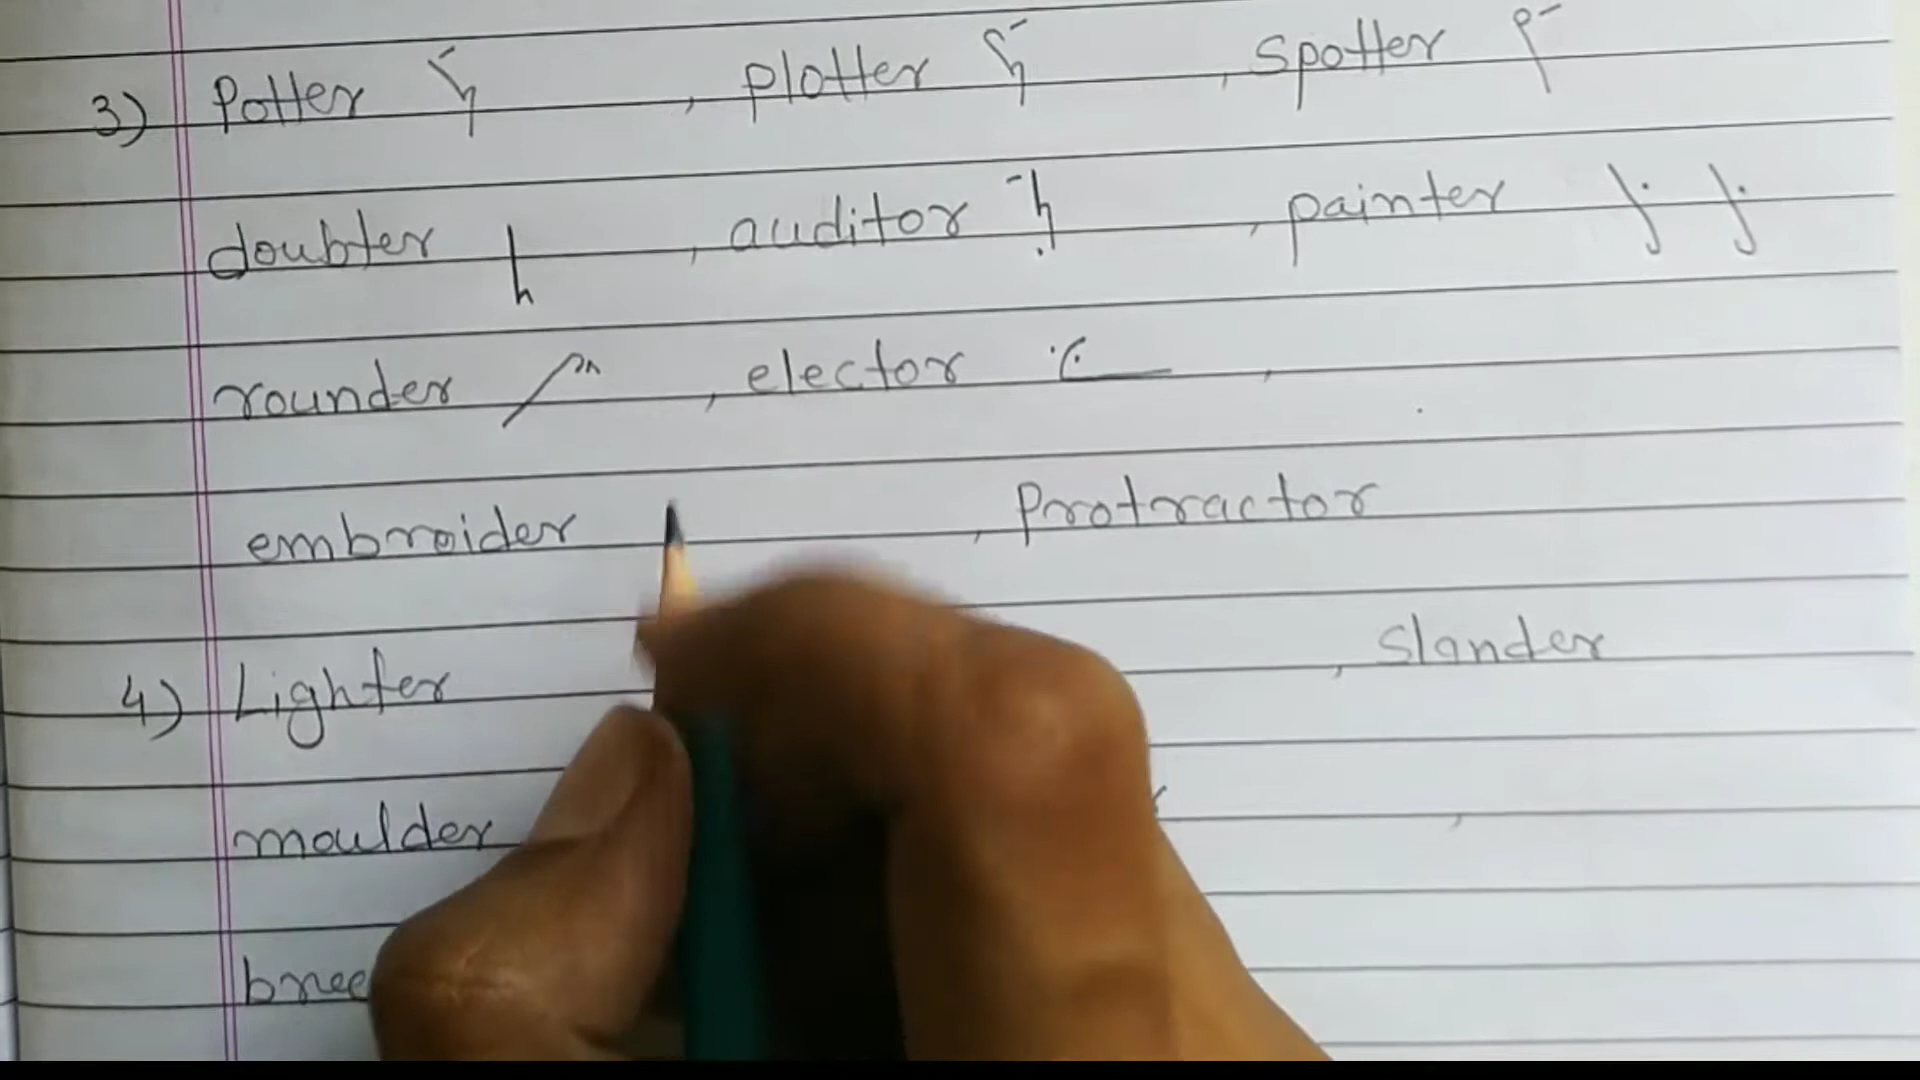 3) Potter , plotter , spotter
doubter , auditor , painter
rounder , elector ,
embroider , Protractor
4) Lighter , slander
moulder ,